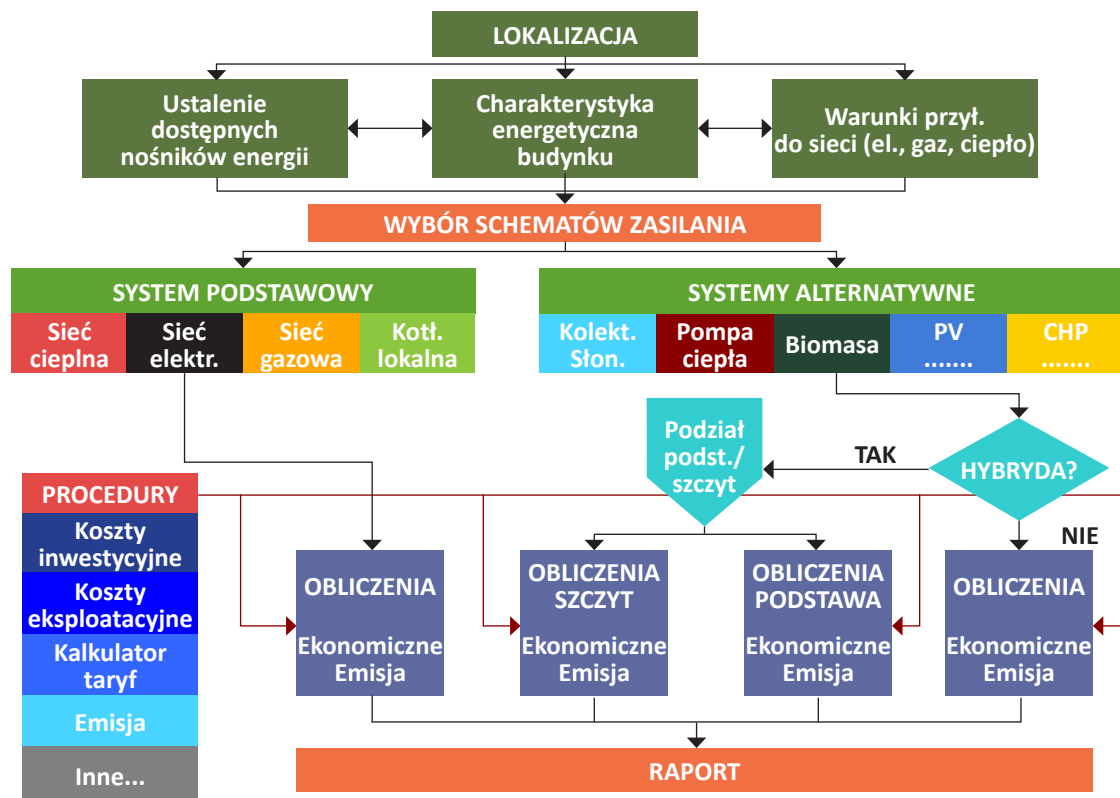 LOKALIZACJA
Ustalenie
dostępnych
nośników energii
Charakterystyka
energetyczna
budynku
Warunki przył.
do sieci (el., gaz, ciepło)
WYBÓR SCHEMATÓW ZASILANIA
SYSTEM PODSTAWOWY
Sieć
cieplna
Sieć
elektr.
Sieć
gazowa
Kotł.
lokalna
SYSTEMY ALTERNATYWNE
Kolekt.
Słon.
Pompa
ciepła
Biomasa
PV
.......
CHP
.......
Podział
podst./
szczyt
TAK
HYBRYDA?
NIE
PROCEDURY
Koszty
inwestycyjne
Koszty
eksploatacyjne
Kalkulator
taryf
Emisja
Inne...
OBLICZENIA
Ekonomiczne
Emisja
OBLICZENIA
SZCZYT
Ekonomiczne
Emisja
OBLICZENIA
PODSTAWA
Ekonomiczne
Emisja
OBLICZENIA
Ekonomiczne
Emisja
RAPORT